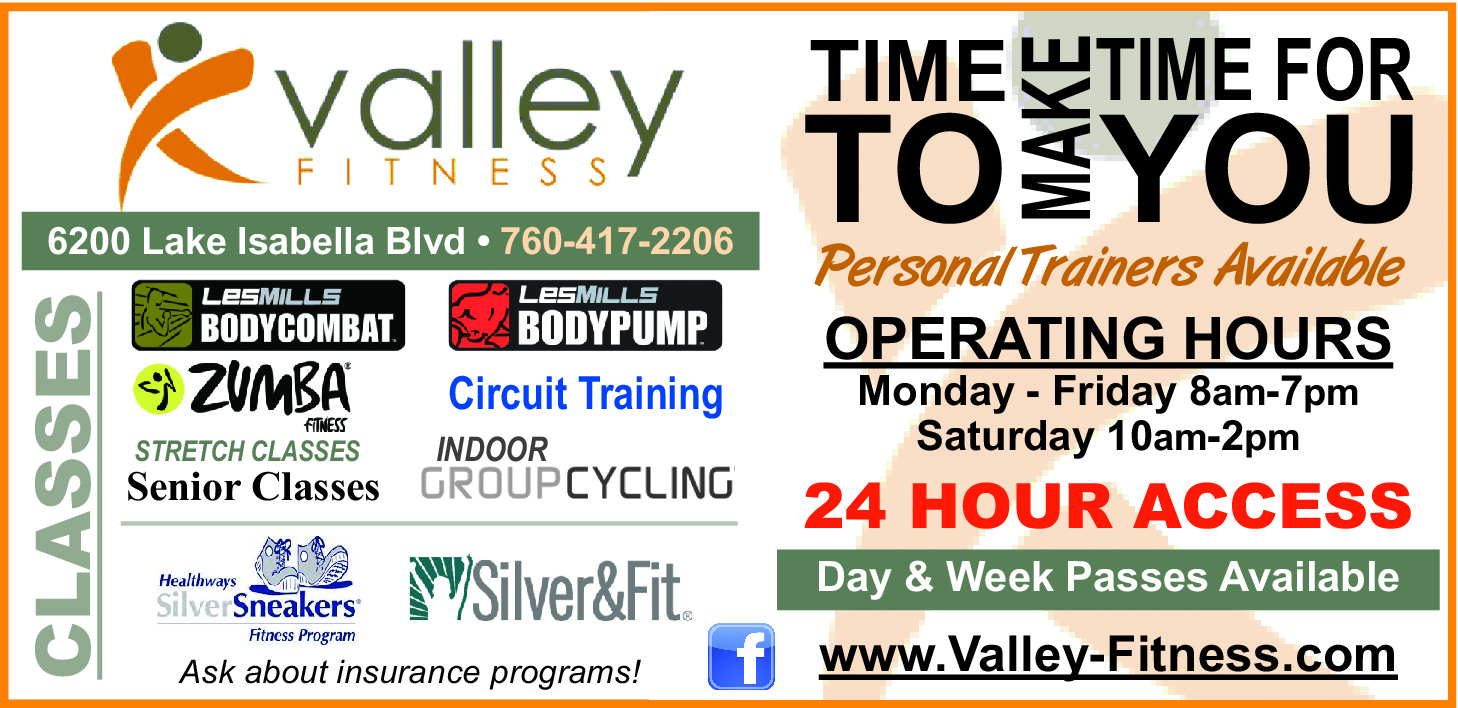 valley
FITNESS
6200 Lake Isabella Blvd • 760-417-2206
CLASSES
LESMILLS
BODYCOMBAT™
LESMILLS
BODYPUMP™
ZUMBA®
FITNESS
Circuit Training
STRETCH CLASSES
Senior Classes
INDOOR
GROUPCYCLING
Healthways
SilverSneakers®
Fitness Program
Silver&Fit®
Ask about insurance programs!
TIME TO MAKE TIME FOR YOU
Personal Trainers Available
OPERATING HOURS
Monday - Friday 8am-7pm
Saturday 10am-2pm
24 HOUR ACCESS
Day & Week Passes Available
f
www.Valley-Fitness.com